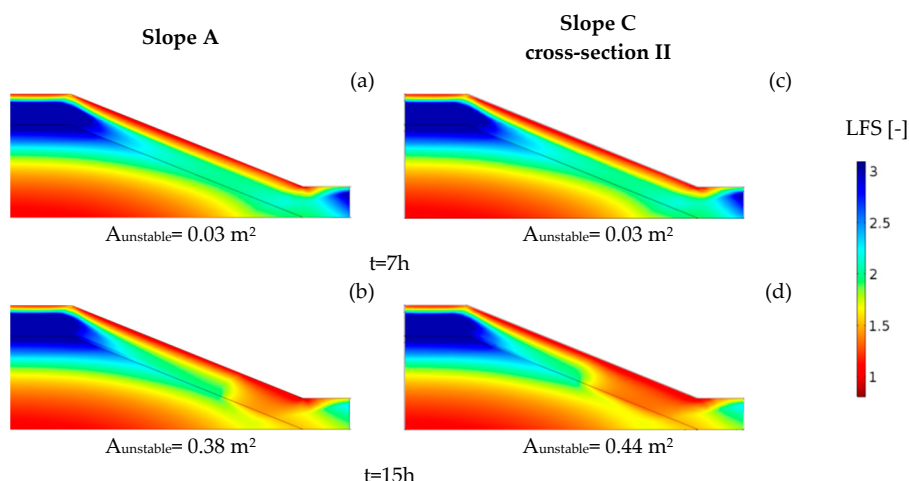 Slope A
Slope C
cross-section II
(a)
(c)
LFS [-]
3
2.5
2
1.5
1
Aunstable= 0.03 m²
Aunstable= 0.03 m²
t=7h
(b)
(d)
Aunstable= 0.38 m²
Aunstable= 0.44 m²
t=15h